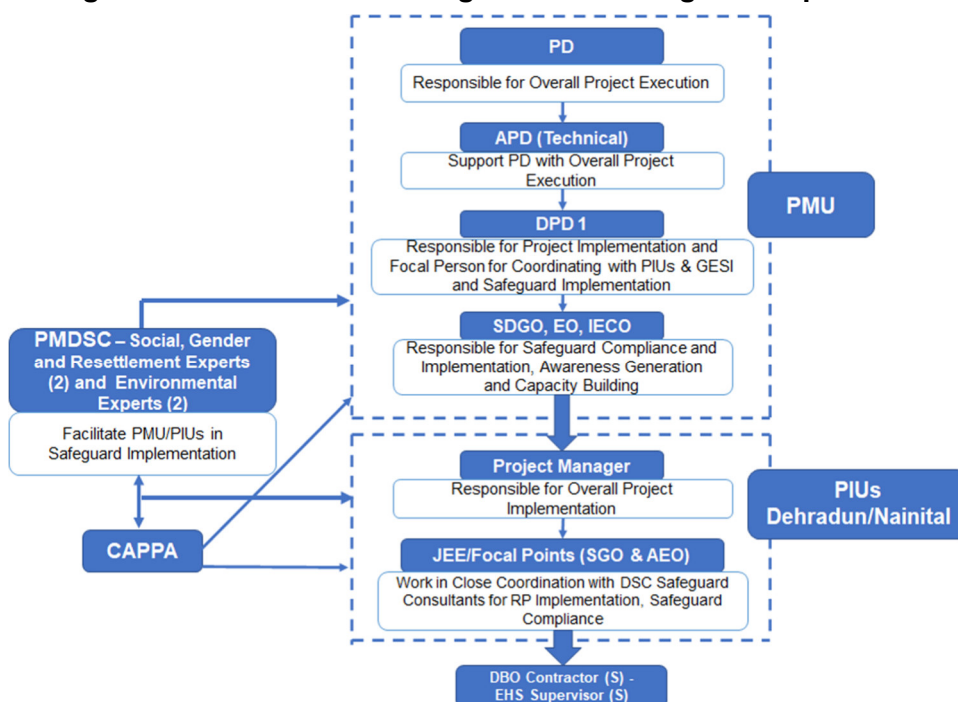 PD
Responsible for Overall Project Execution
APD (Technical)
Support PD with Overall Project
Execution
PMU
DPD 1
Responsible for Project Implementation and
Focal Person for Coordinating with PIUs & GESI
and Safeguard Implementation
SDGO, EO, IECO
Responsible for Safeguard Compliance and
Implementation, Awareness Generation
and Capacity Building
PMDSC – Social, Gender
and Resettlement Experts
(2) and Environmental
Experts (2)
Facilitate PMU/PIUs in
Safeguard Implementation
CAPPA
Project Manager
Responsible for Overall Project
Implementation
PIUs
Dehradun/Nainital
JEE/Focal Points (SGO & AEO)
Work in Close Coordination with DSC Safeguard
Consultants for RP Implementation, Safeguard
Compliance
DBO Contractor (S) -
EHS Supervisor (S)